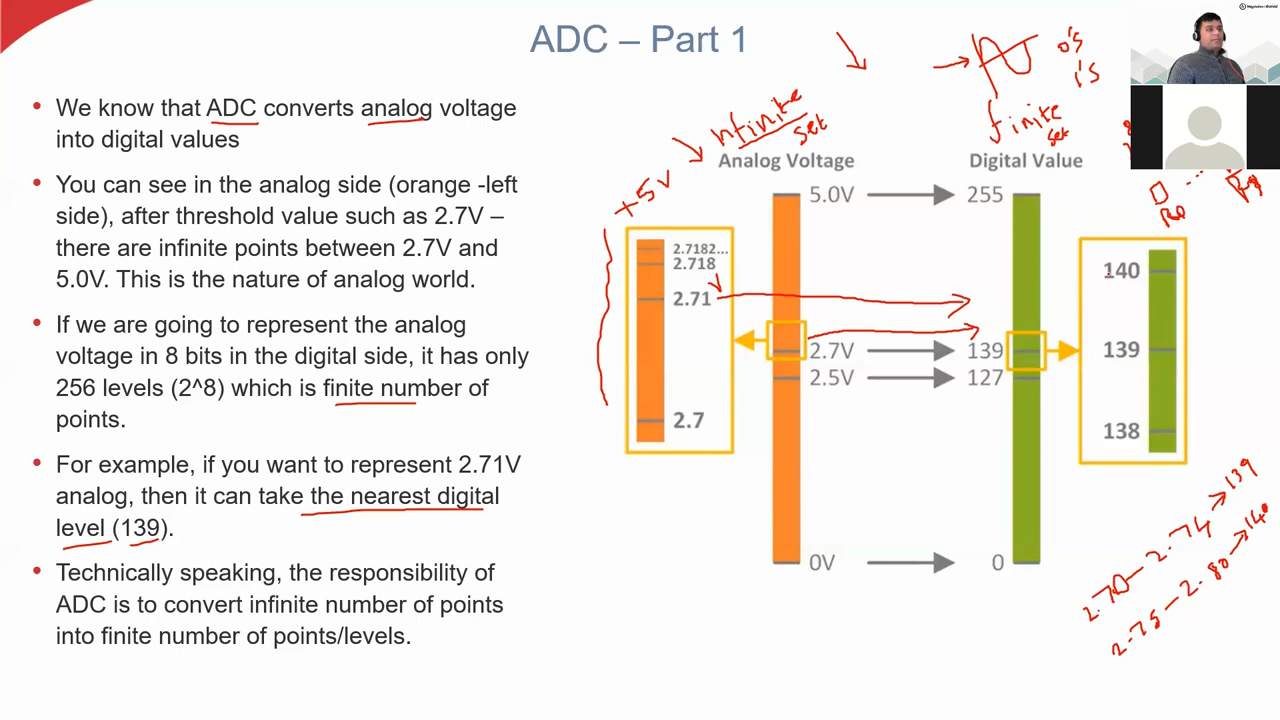 ADC – Part 1
• We know that ADC converts analog voltage
into digital values
• You can see in the analog side (orange -left
side), after threshold value such as 2.7V –
there are infinite points between 2.7V and
5.0V. This is the nature of analog world.
• If we are going to represent the analog
voltage in 8 bits in the digital side, it has only
256 levels (2^8) which is finite number of
points.
• For example, if you want to represent 2.71V
analog, then it can take the nearest digital
level (139).
• Technically speaking, the responsibility of
ADC is to convert infinite number of points
into finite number of points/levels.
0's
1's
nfinite
set
finite
set
+5V
Analog Voltage
Digital Value
5.0V
255
2.7182...
2.718
2.71
V
2.7
2.7V
139
2.5V
127
0V
0
140
139
138
2.70 – 2.74 → 139
2.75 – 2.80 → 140